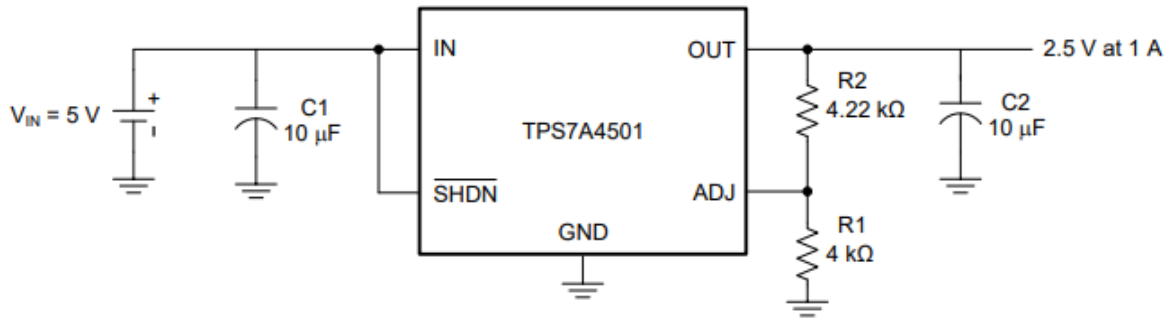 IN
OUT
2.5 V at 1 A
R2
4.22 kΩ
V_IN = 5 V
+
C1
10 μF
TPS7A4501
C2
10 μF
SHDN
ADJ
GND
R1
4 kΩ